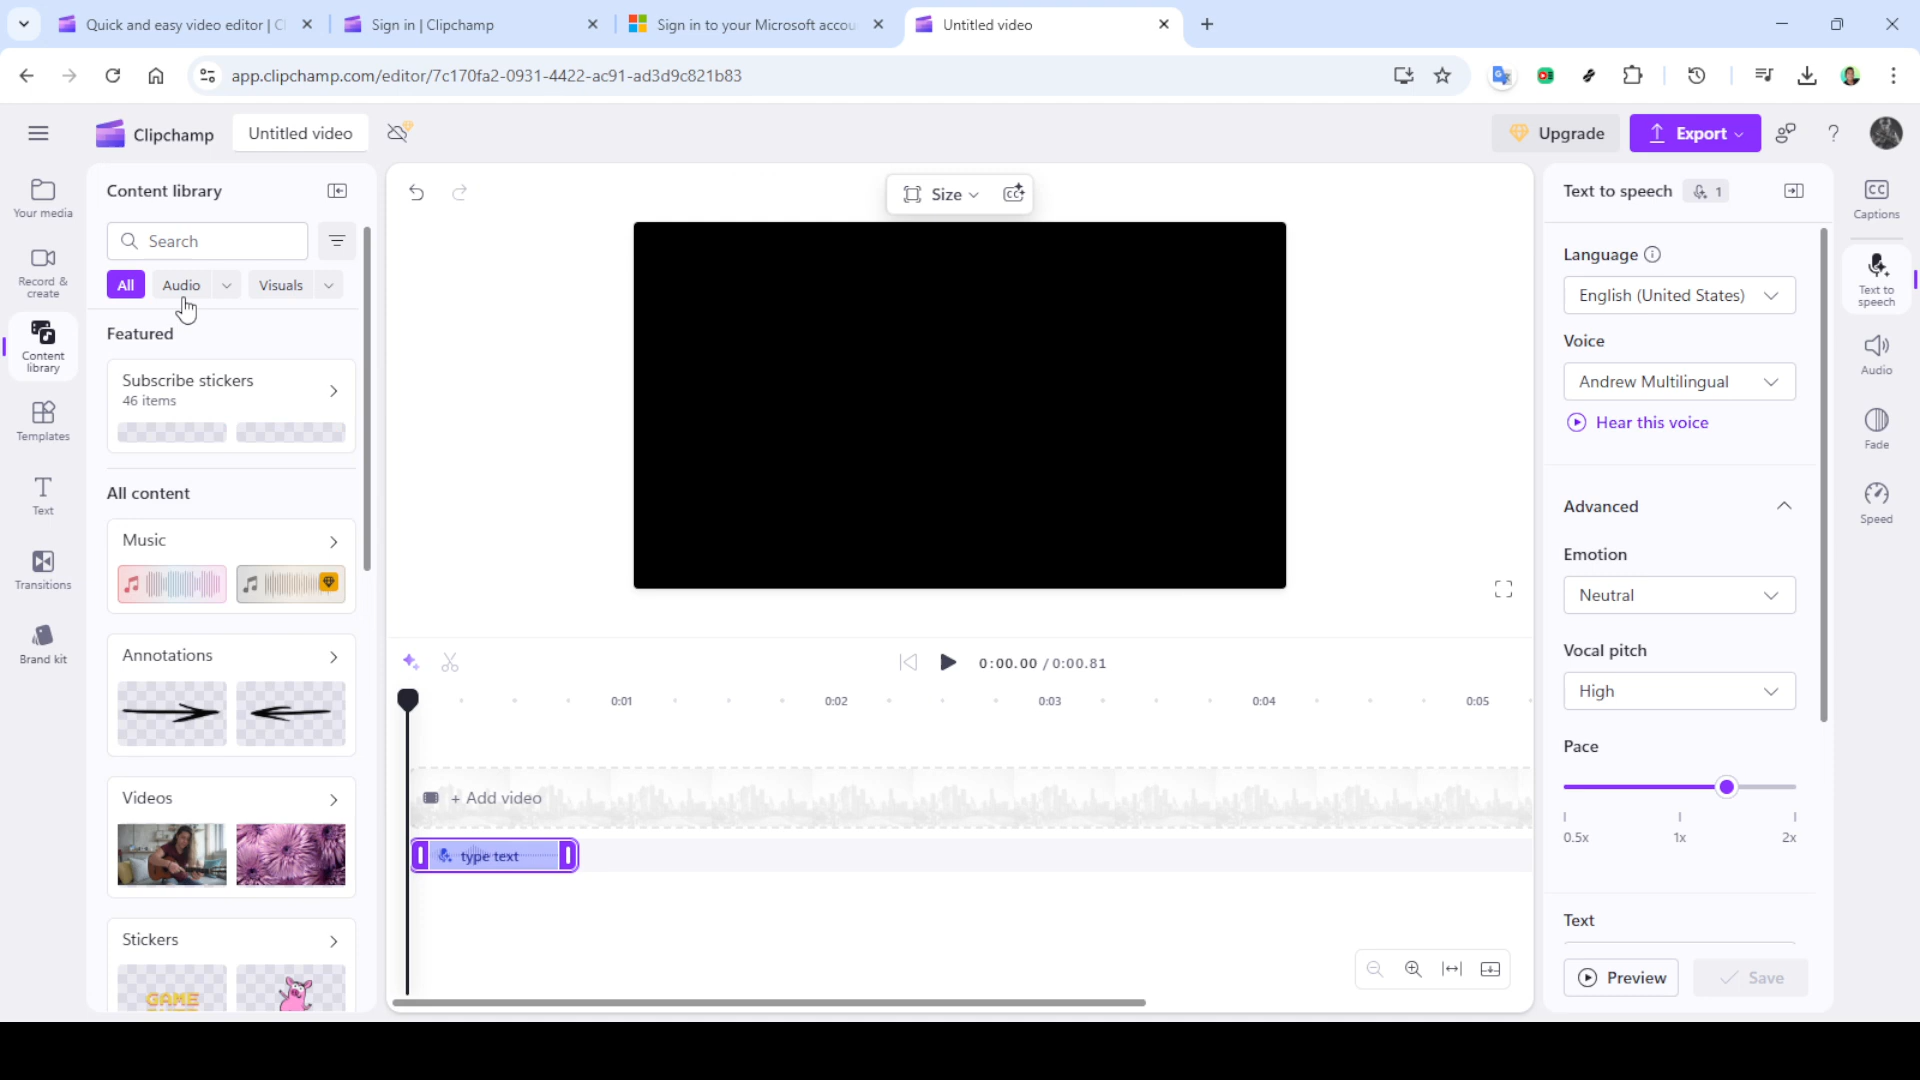 Quick and easy video editor | Cl
Sign in | Clipchamp
Sign in to your Microsoft accou
Untitled video
app.clipchamp.com/editor/7c170fa2-0931-4422-ac91-ad3d9c821b83
Clipchamp
Untitled video
Upgrade
Export
Your media
Record &
create
Content
library
Templates
Text
Transitions
Brand kit
Content library
Search
All
Audio
Visuals
Featured
Subscribe stickers
46 items
All content
Music
Annotations
Videos
Stickers
GAME
Size
0:00.00 / 0:00.81
0:01
0:02
0:03
0:04
0:05
+ Add video
type text
Text to speech
1
Language
English (United States)
Voice
Andrew Multilingual
Hear this voice
Advanced
Emotion
Neutral
Vocal pitch
High
Pace
0.5x
1x
2x
Text
Preview
Save
CC
Captions
Text to
speech
Audio
Fade
Speed